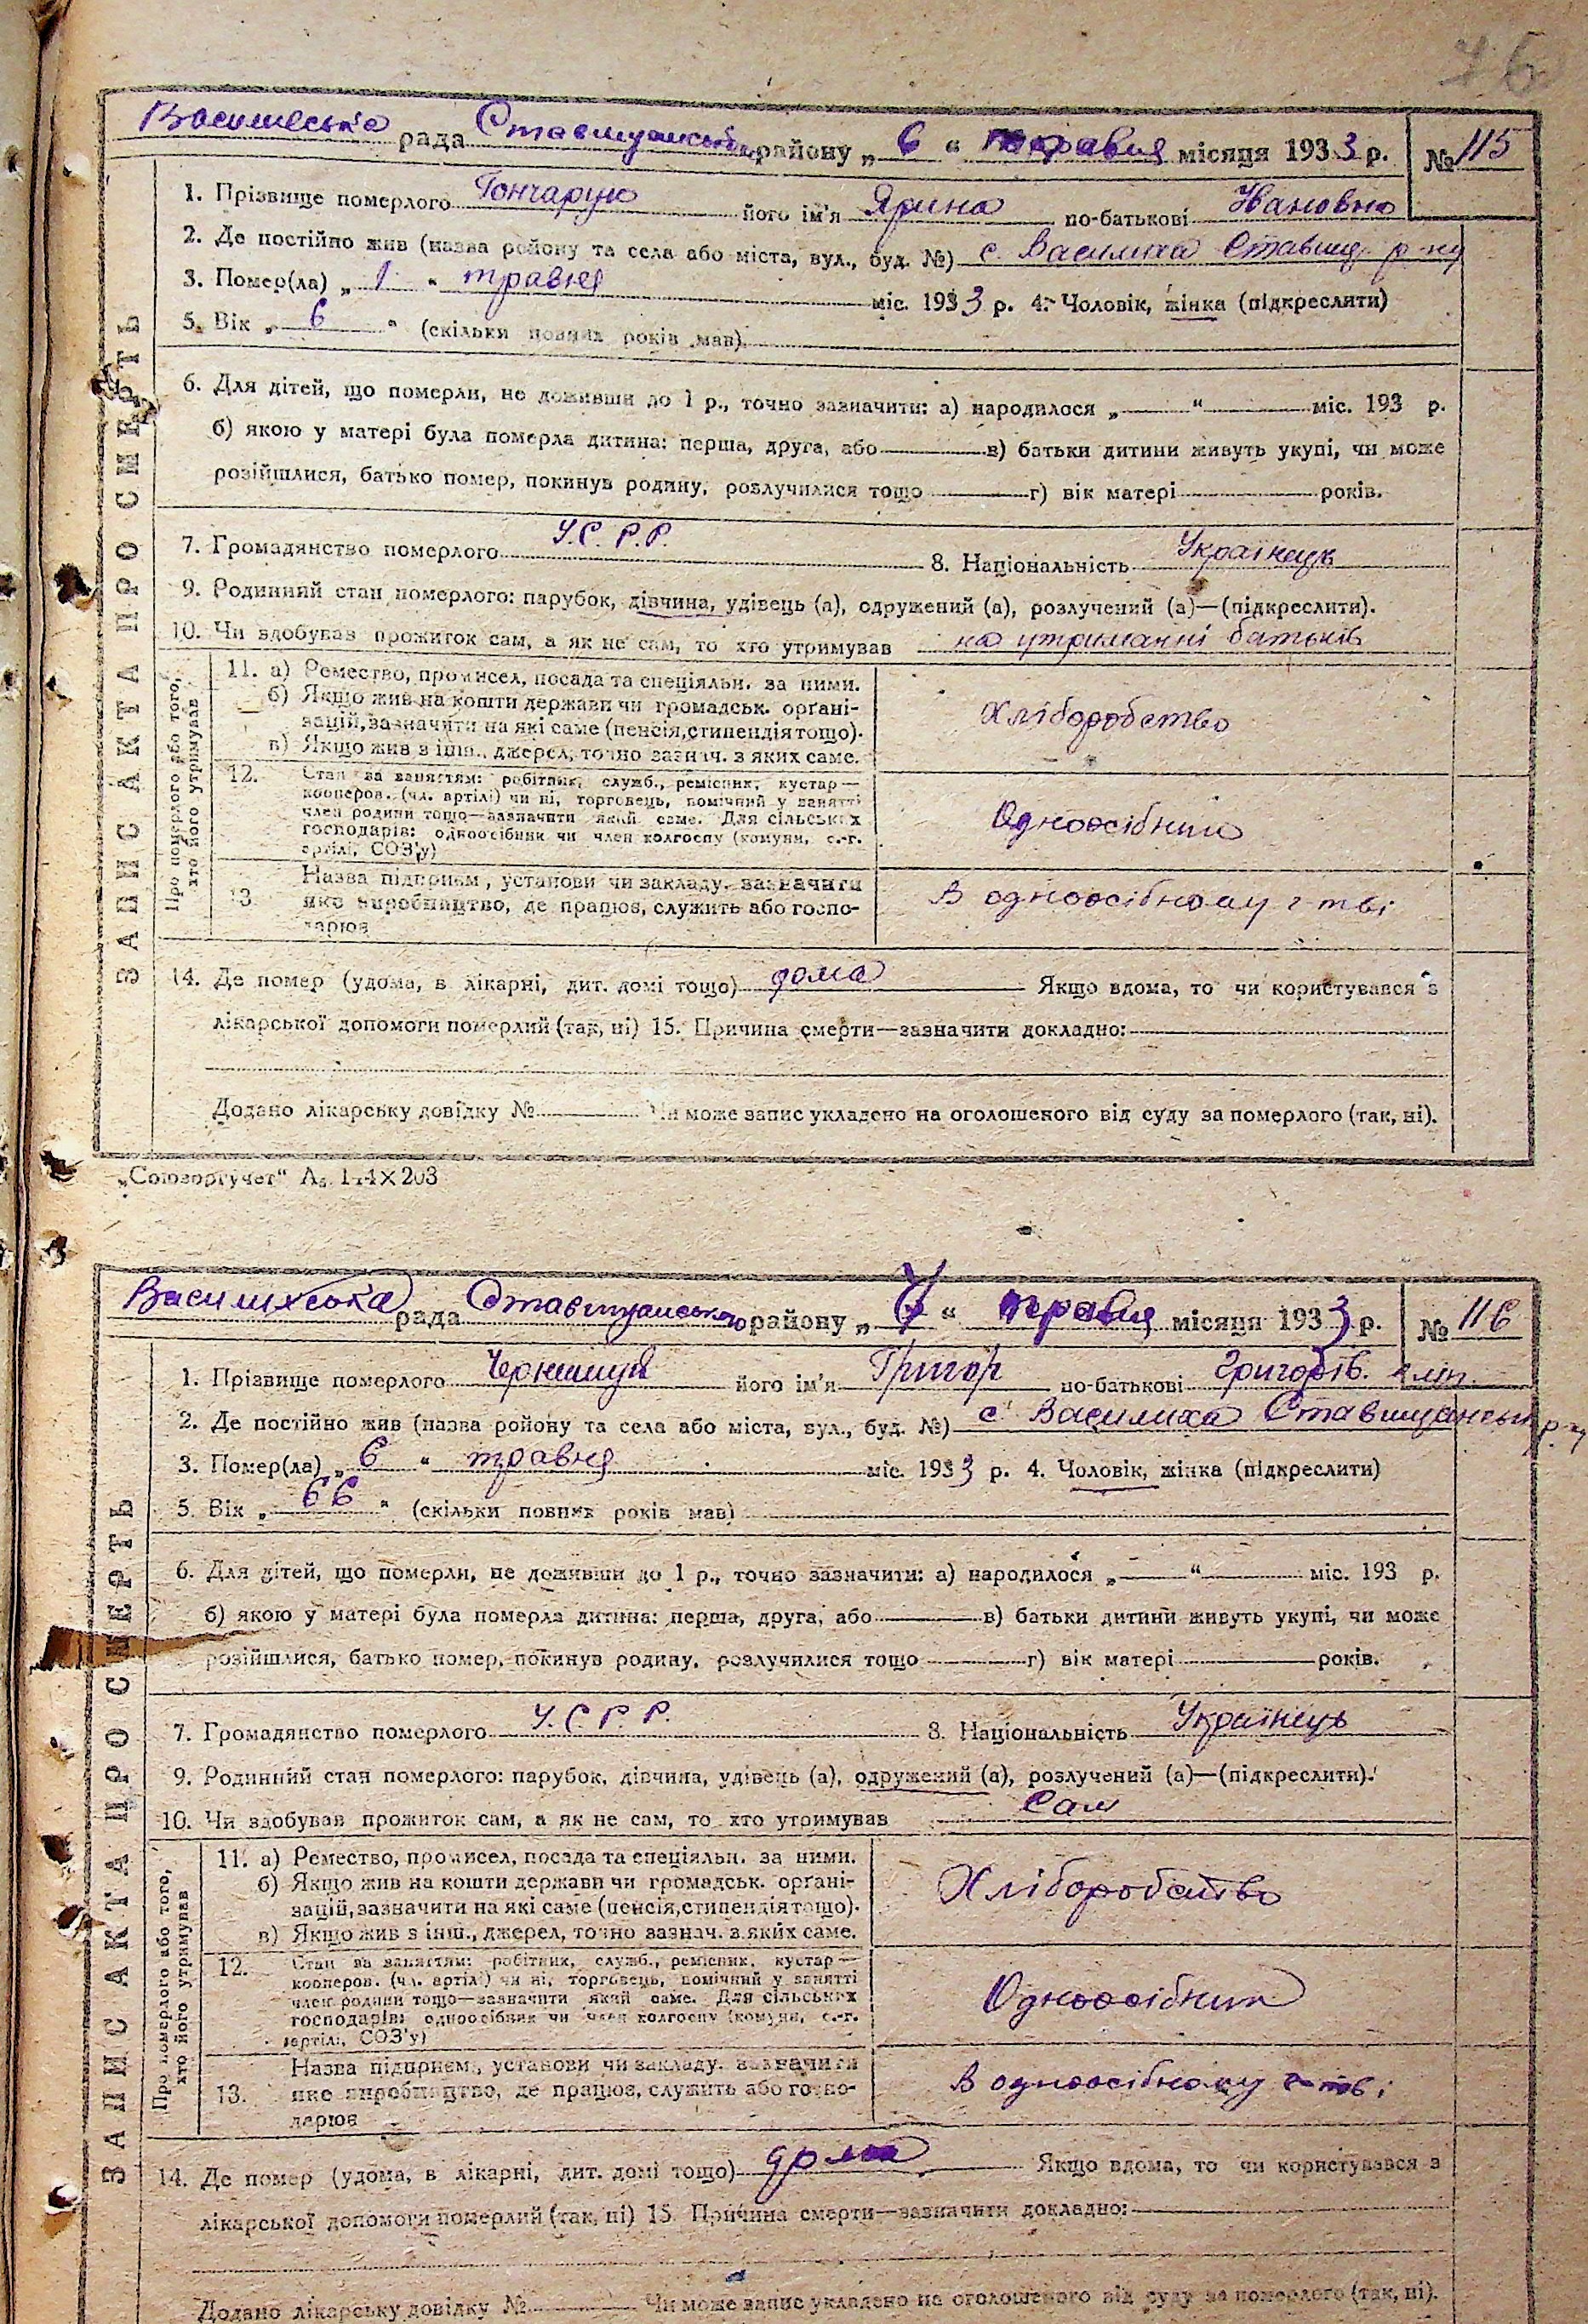 76
Василиська рада Ставищанського району „ 6 “ травня місяця 1933 р. № 115
ЗАПИС АКТА ПРО СМЕРТЬ
1. Прізвище померлого Гончарук його ім'я Ярина по-батькові Івановна
2. Де постійно жив (назва ройону та села або міста, вул., буд. №) с. Василиха Ставищ. р-ну
3. Помер(ла) „ 1 “ травня міс. 1933 р. 4. Чоловік, жінка (підкреслити)
5. Вік „ 6 “ (скільки повних років мав)
6. Для дітей, що померли, не доживши до 1 р., точно зазначити: а) народилося „ “ міс. 193 р.
б) якою у матері була померла дитина: перша, друга, або в) батьки дитини живуть укупі, чи може
розійшлися, батько помер, покинув родину, розлучилися тощо г) вік матері років.
7. Громадянство померлого У.С.Р.Р. 8. Національність Українець
9. Родинний стан померлого: парубок, дівчина, удівець (а), одружений (а), розлучений (а)—(підкреслити).
10. Чи здобував прожиток сам, а як не сам, то хто утримував на утриманні батьків
Про померлого або того,
хто його утримував
11. а) Ремество, промисел, посада та спеціяльн. за ними.
б) Якщо жив на кошти держави чи громадськ. орґані-
зацій, зазначити на які саме (пенсія, стипендія тощо).
в) Якщо жив з інш., джерел, точно зазнач. з яких саме.
Хліборобство
12. Стан за заняттям: робітник, служб., ремісник, кустар—
кооперов. (чл. артілі) чи ні, торговець, помічний у занятті
член родини тощо—зазначити який саме. Для сільських
господарів: одноосібник чи член колгоспу (комуни, с.-г.
артілі, СОЗ'у)
Одноосібник
13. Назва підприєм., установи чи закладу, зазначити
яке виробництво, де працює, служить або госпо-
дарює
В одноосібному г-тві
14. Де помер (удома, в лікарні, дит. домі тощо) дома Якщо вдома, то чи користувався з
лікарської допомоги померлий (так, ні) 15. Причина смерти—зазначити докладно:
Додано лікарську довідку № Чи може запис укладено на оголошеного від суду за померлого (так, ні).
„Союзоргучет“ А₅ 144×203
Василихська рада Ставищанського району „ 7 “ травня місяця 1933 р. № 116
ЗАПИС АКТА ПРО СМЕРТЬ
1. Прізвище померлого його ім'я Григор по-батькові Григорів.
2. Де постійно жив (назва ройону та села або міста, вул., буд. №) с. Василиха Ставищанськ р-ну
3. Помер(ла) „ 6 “ травня міс. 1933 р. 4. Чоловік, жінка (підкреслити)
5. Вік „ 66 “ (скільки повних років мав)
6. Для дітей, що померли, не доживши до 1 р., точно зазначити: а) народилося „ “ міс. 193 р.
б) якою у матері була померла дитина: перша, друга, або в) батьки дитини живуть укупі, чи може
розійшлися, батько помер, покинув родину, розлучилися тощо г) вік матері років.
7. Громадянство померлого У.С.Р.Р. 8. Національність Українець
9. Родинний стан померлого: парубок, дівчина, удівець (а), одружений (а), розлучений (а)—(підкреслити).
10. Чи здобував прожиток сам, а як не сам, то хто утримував Сам
Про померлого або того,
хто його утримував
11. а) Ремество, промисел, посада та спеціяльн. за ними.
б) Якщо жив на кошти держави чи громадськ. орґані-
зацій, зазначити на які саме (пенсія, стипендія тощо).
в) Якщо жив з інш., джерел, точно зазнач. з яких саме.
Хліборобство
12. Стан за заняттям: робітник, служб., ремісник, кустар—
кооперов. (чл. артілі) чи ні, торговець, помічний у занятті
член родини тощо—зазначити який саме. Для сільських
господарів: одноосібник чи член колгоспу (комуни, с.-г.
артілі, СОЗ'у)
Одноосібник
13. Назва підприєм., установи чи закладу, зазначити
яке виробництво, де працює, служить або госпо-
дарює
В одноосібному г-тві
14. Де помер (удома, в лікарні, дит. домі тощо) дома Якщо вдома, то чи користувався з
лікарської допомоги померлий (так, ні) 15. Причина смерти—зазначити докладно:
Додано лікарську довідку № Чи може запис укладено на оголошеного від суду за померлого (так, ні).